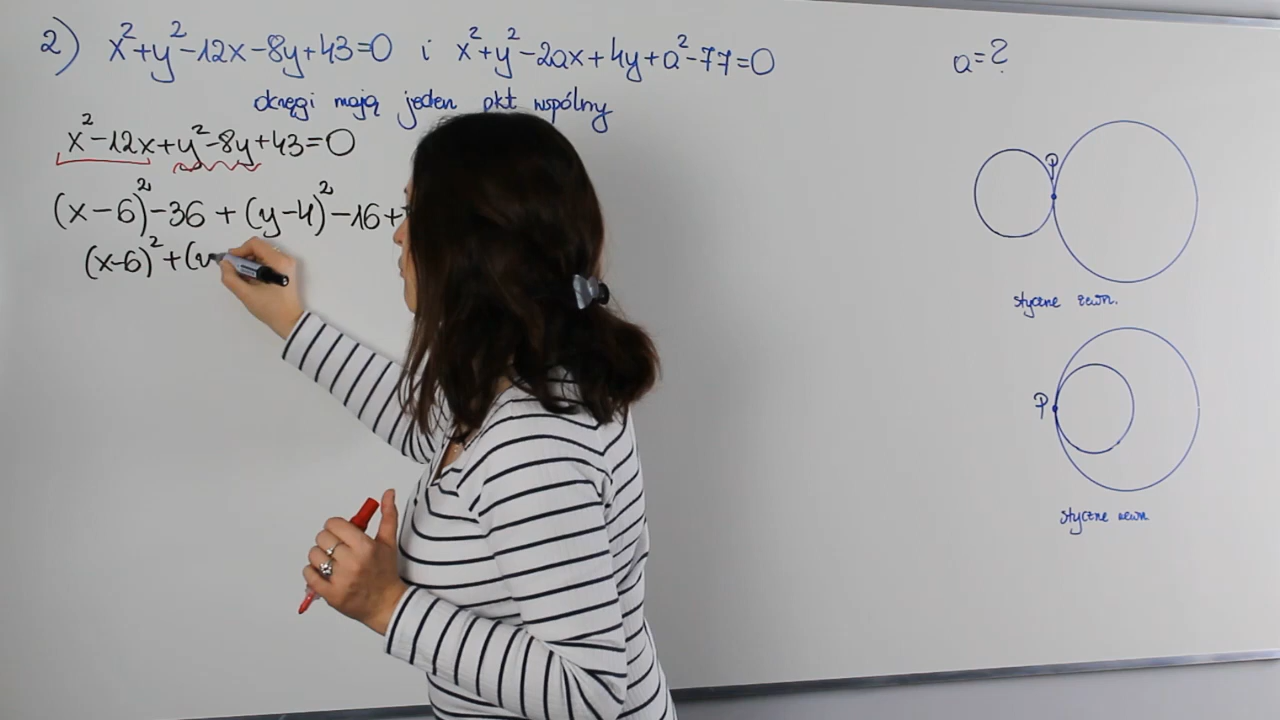 2) x²+y²-12x-8y+43=0 i x²+y²-2ax+4y+a²-77=0
a=?
okręgi mają jeden pkt wspólny
x²-12x+y²-8y+43=0
(x-6)²-36+(y-4)²-16+
(x-6)²+(y
P
styczne zewn.
P
styczne wewn